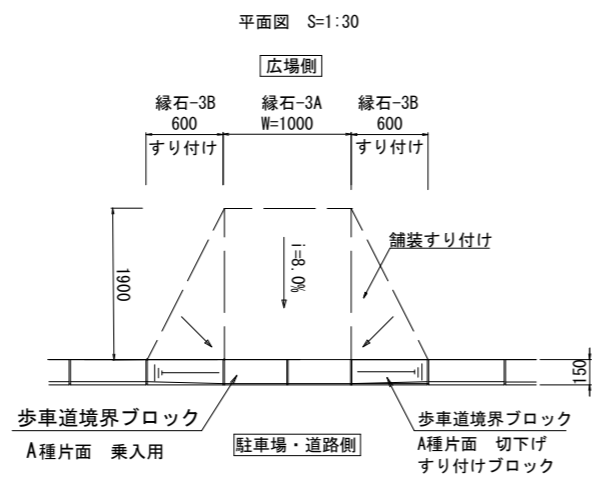 平面図 S=1:30
広場側
縁石-3B 縁石-3A 縁石-3B
600 W=1000 600
すり付け すり付け
舗装すり付け
i=8.0%
1900
150
歩車道境界ブロック
A種片面 乗入用
駐車場・道路側
歩車道境界ブロック
A種片面 切下げ
すり付けブロック